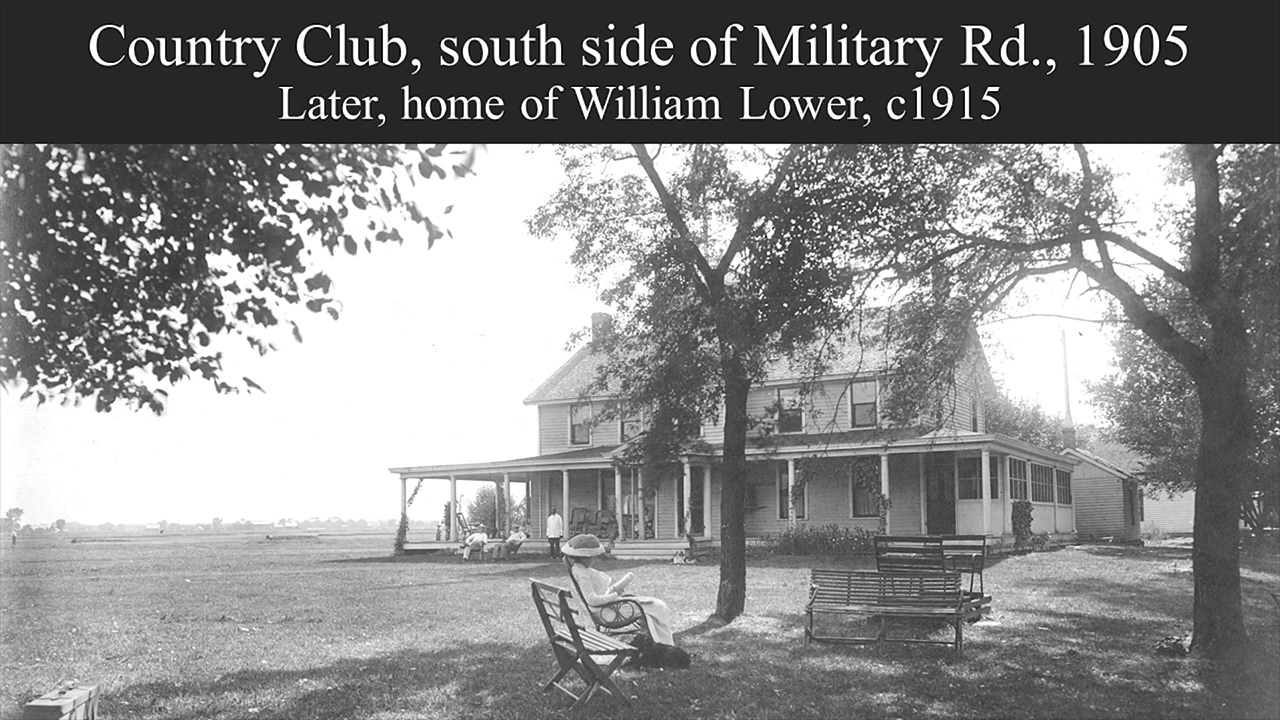 Country Club, south side of Military Rd., 1905
Later, home of William Lower, c1915